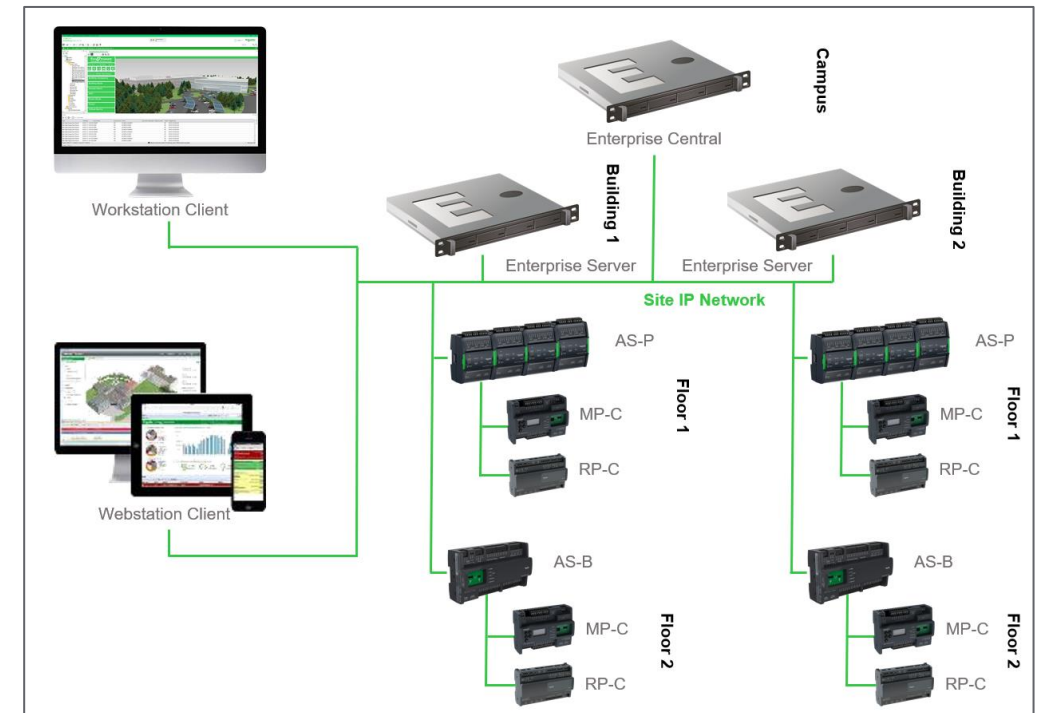 Campus
Enterprise Central
Building 1
Building 2
Workstation Client
Enterprise Server
Enterprise Server
Site IP Network
AS-P
AS-P
Floor 1
Floor 1
MP-C
MP-C
RP-C
RP-C
Webstation Client
AS-B
AS-B
Floor 2
Floor 2
MP-C
MP-C
RP-C
RP-C